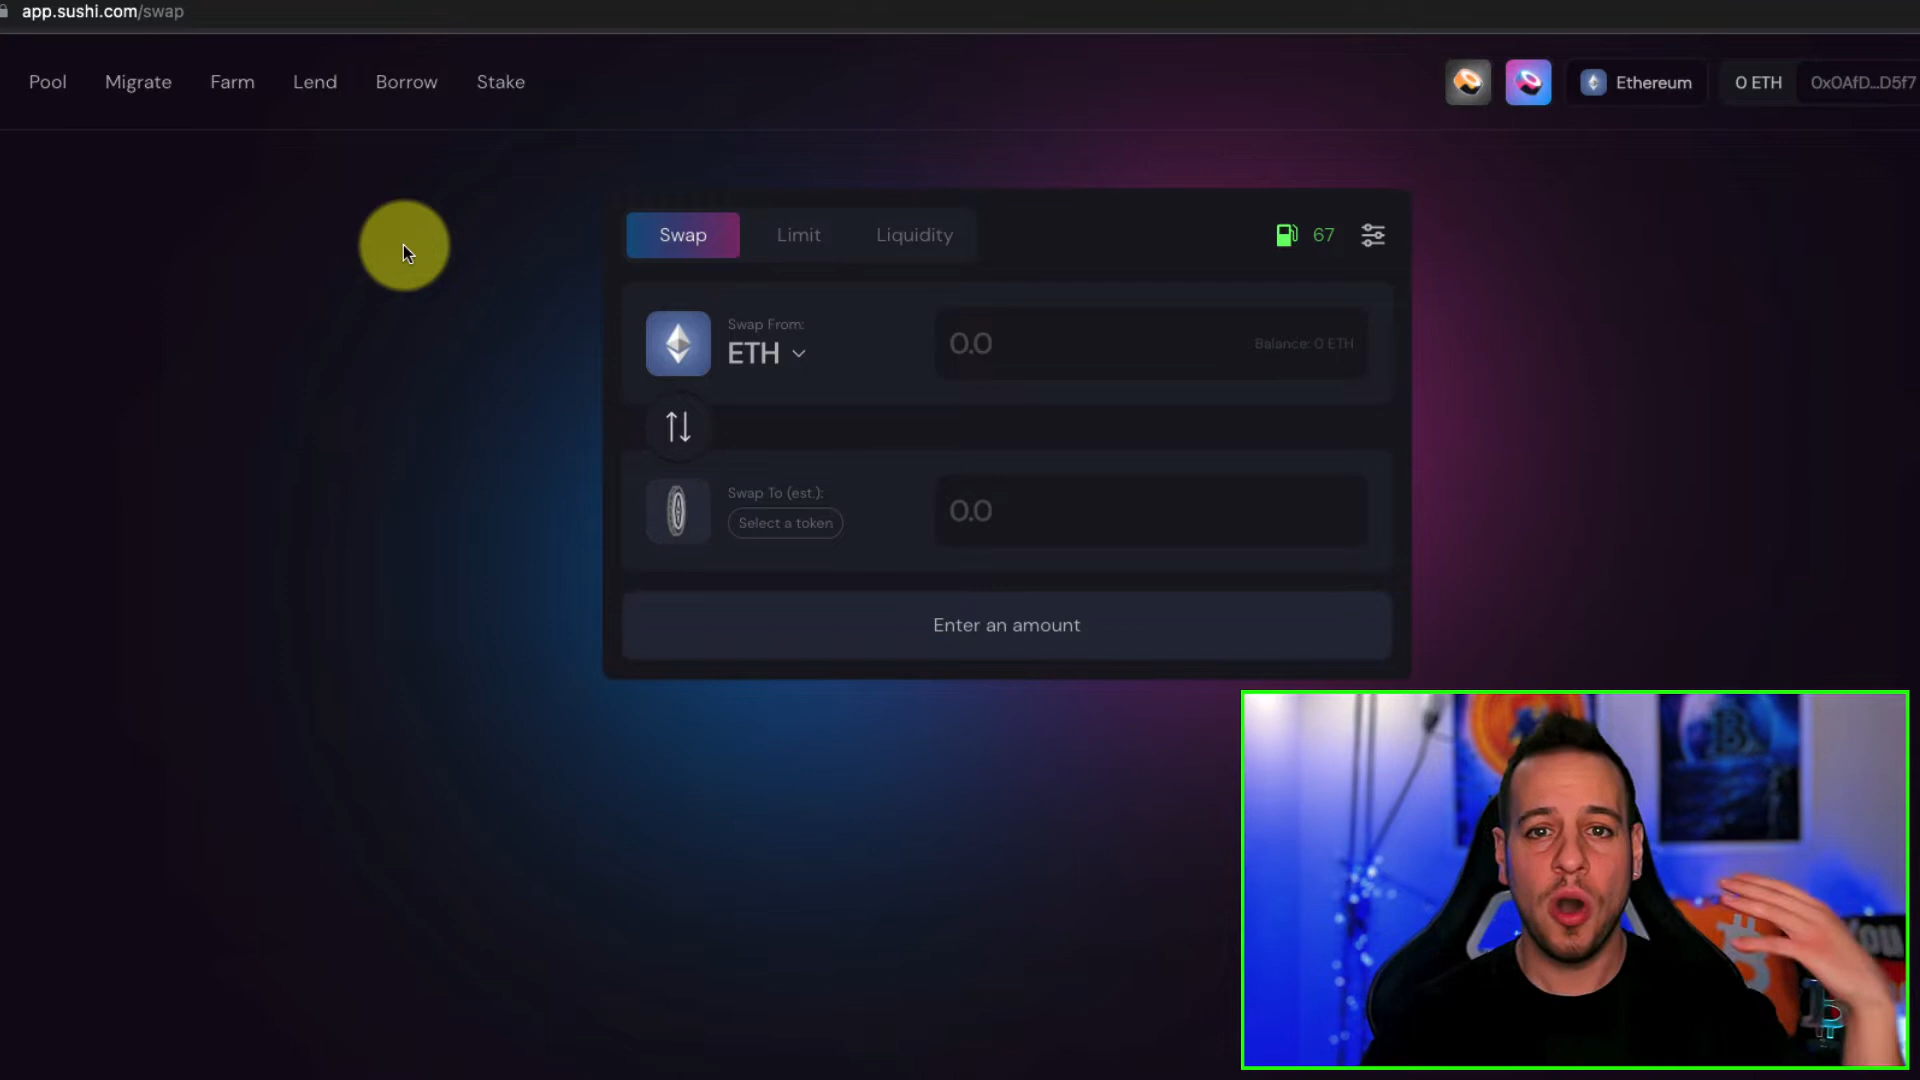 app.sushi.com/swap
Pool Migrate Farm Lend Borrow Stake
Ethereum 0 ETH 0x0AfD...D5f7
Swap Limit Liquidity 67
Swap From:
ETH
0.0
Balance: 0 ETH
Swap To (est.):
Select a token
0.0
Enter an amount
You